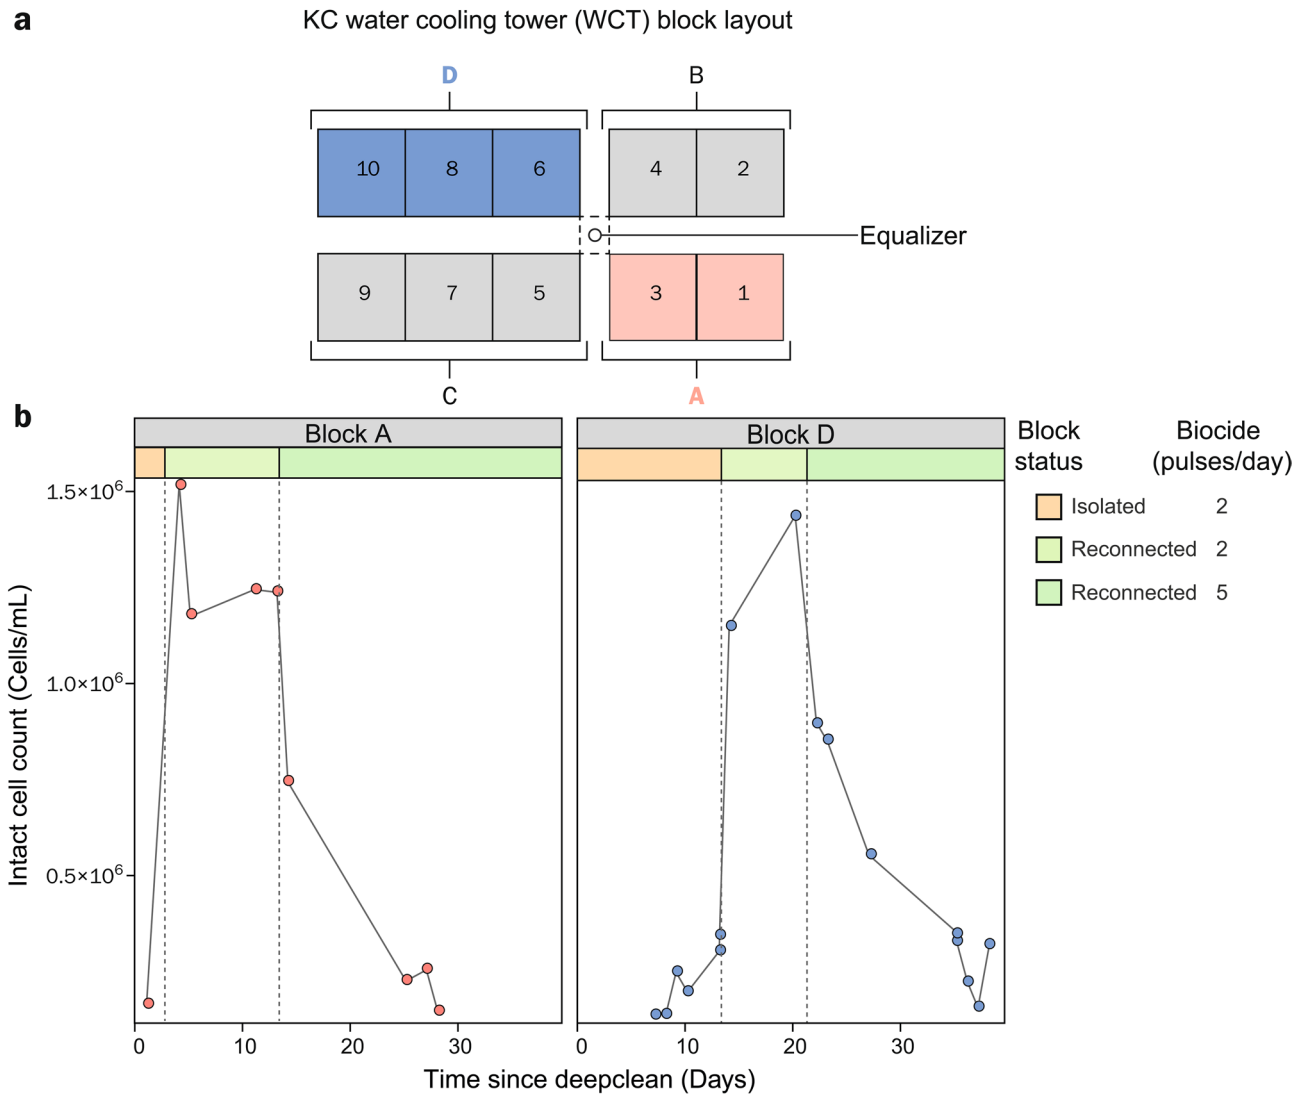 a
KC water cooling tower (WCT) block layout
D B
10 8 6 4 2
Equalizer
9 7 5 3 1
C A
b
Block A Block D
Block status Biocide (pulses/day)
Isolated 2
Reconnected 2
Reconnected 5
Intact cell count (Cells/mL)
1.5×10⁶
1.0×10⁶
0.5×10⁶
0 10 20 30 0 10 20 30
Time since deepclean (Days)